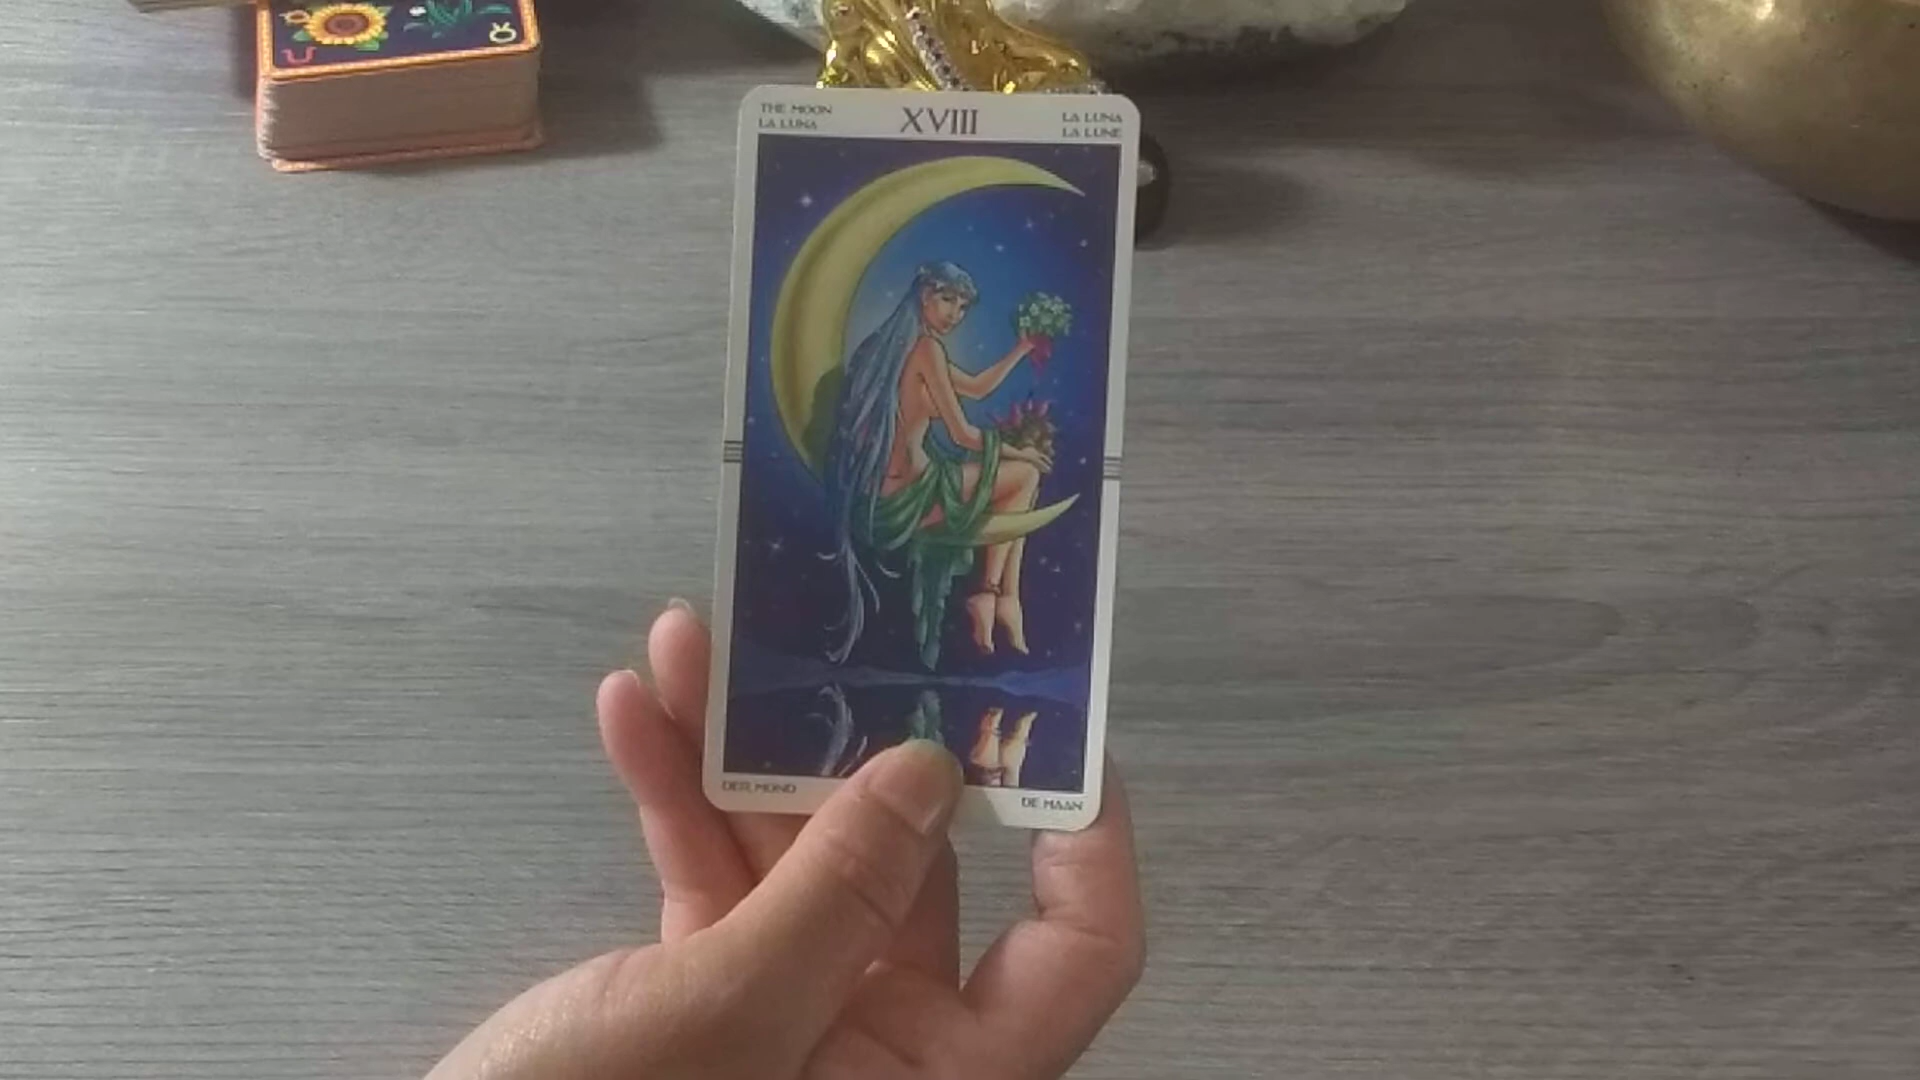 THE MOON
LA LUNA
XVIII
LA LUNA
LA LUNE
DER MOND
DE MAAN